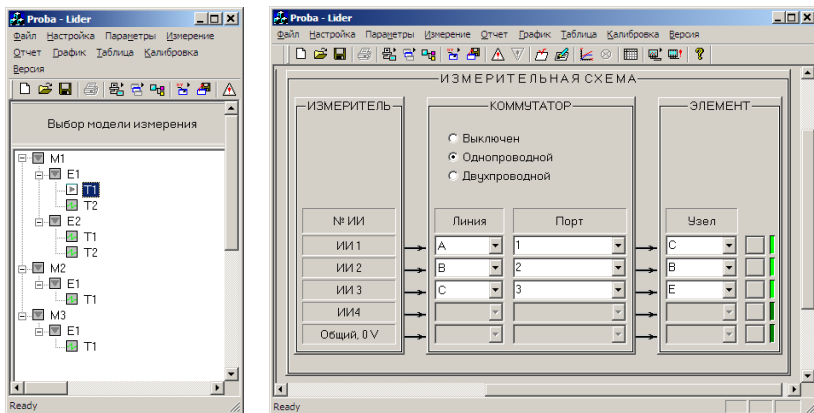 Proba - Lider
Файл Настройка Параметры Измерение
Отчет График Таблица Калибровка
Версия
Выбор модели измерения
M1
E1
T1
T2
E2
T1
T2
M2
E1
T1
M3
E1
T1
Ready
Proba - Lider
Файл Настройка Параметры Измерение Отчет График Таблица Калибровка Версия
ИЗМЕРИТЕЛЬНАЯ СХЕМА
ИЗМЕРИТЕЛЬ КОММУТАТОР ЭЛЕМЕНТ
Выключен
Однопроводной
Двухпроводной
№ ИИ Линия Порт Узел
ИИ 1 A 1 C
ИИ 2 B 2 B
ИИ 3 C 3 E
ИИ4
Общий, 0 V
Ready